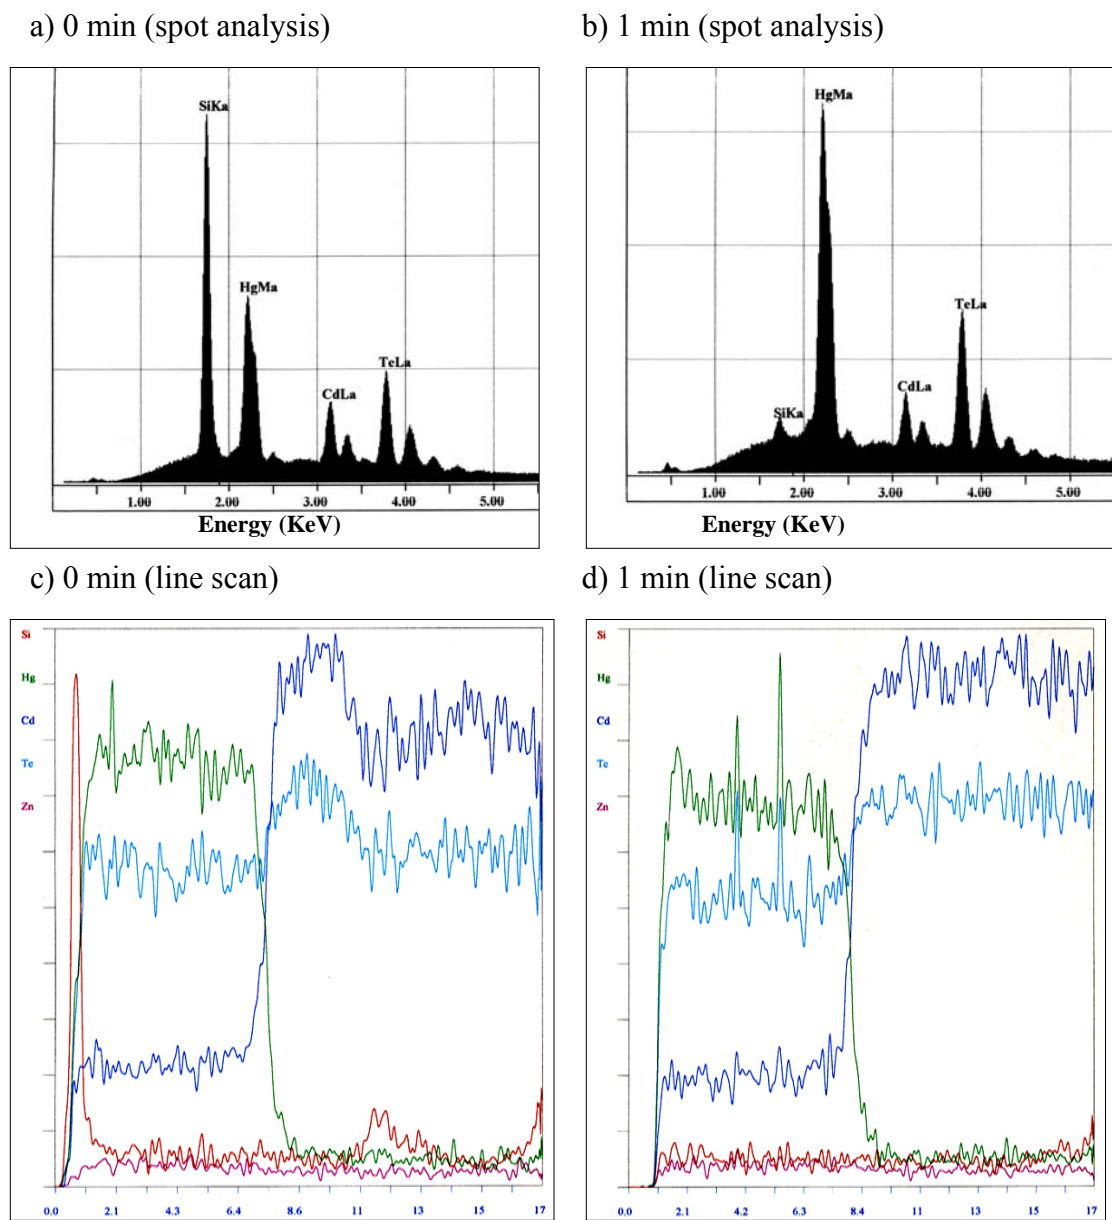 a) 0 min (spot analysis)
b) 1 min (spot analysis)
SiKa
HgMa
CdLa
TeLa
1.00 2.00 3.00 4.00 5.00
Energy (KeV)
HgMa
TeLa
CdLa
SiKa
1.00 2.00 3.00 4.00 5.00
Energy (KeV)
c) 0 min (line scan)
d) 1 min (line scan)
Si
Hg
Cd
Te
Zn
0.0 2.1 4.3 6.4 8.6 11 13 15 17
Si
Hg
Cd
Te
Zn
0.0 2.1 4.2 6.3 8.4 11 13 15 17